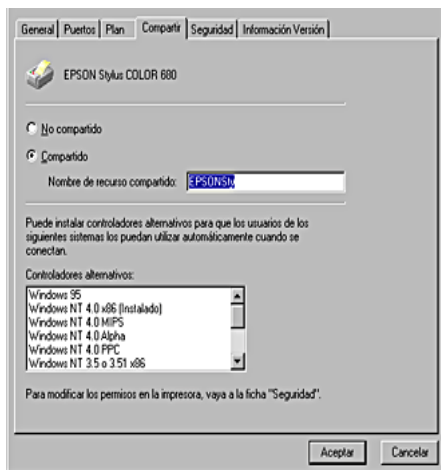 General Puertos Plan Compartir Seguridad Información Versión
EPSON Stylus COLOR 680
No compartido
Compartido
Nombre de recurso compartido: EPSONSty
Puede instalar controladores alternativos para que los usuarios de los
siguientes sistemas los puedan utilizar automáticamente cuando se
conectan.
Controladores alternativos:
Windows 95
Windows NT 4.0 x86 (Instalado)
Windows NT 4.0 MIPS
Windows NT 4.0 Alpha
Windows NT 4.0 PPC
Windows NT 3.5 o 3.51 x86
Para modificar los permisos en la impresora, vaya a la ficha "Seguridad".
Aceptar Cancelar